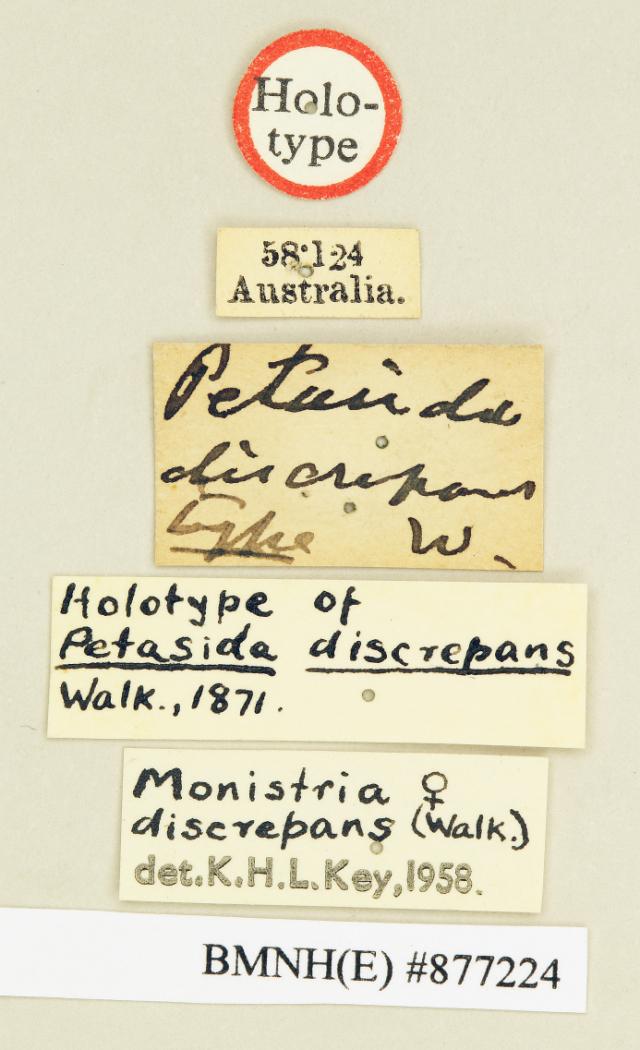 Holo-
type
58·124
Australia.
Petasida
discrepans
type W.
Holotype of
Petasida discrepans
Walk., 1871.
Monistria ♀
discrepans (Walk.)
det. K.H.L. Key, 1958.
BMNH(E) #877224